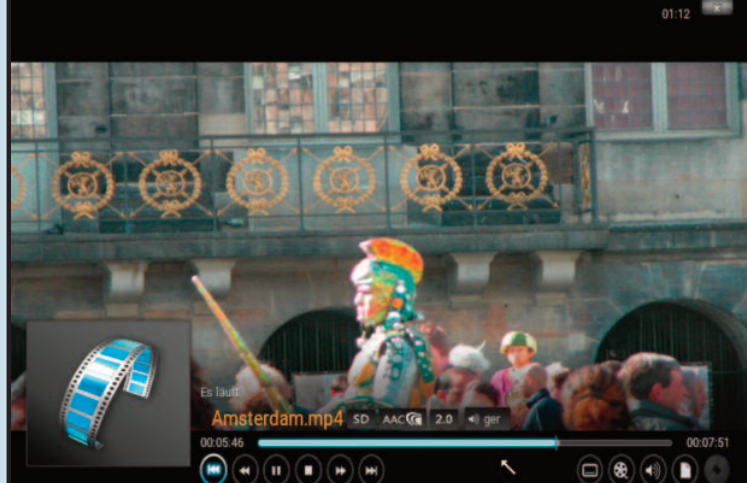 01:12
x
Es läuft
Amsterdam.mp4 SD AAC 2.0 ger
00:05:46
00:07:51